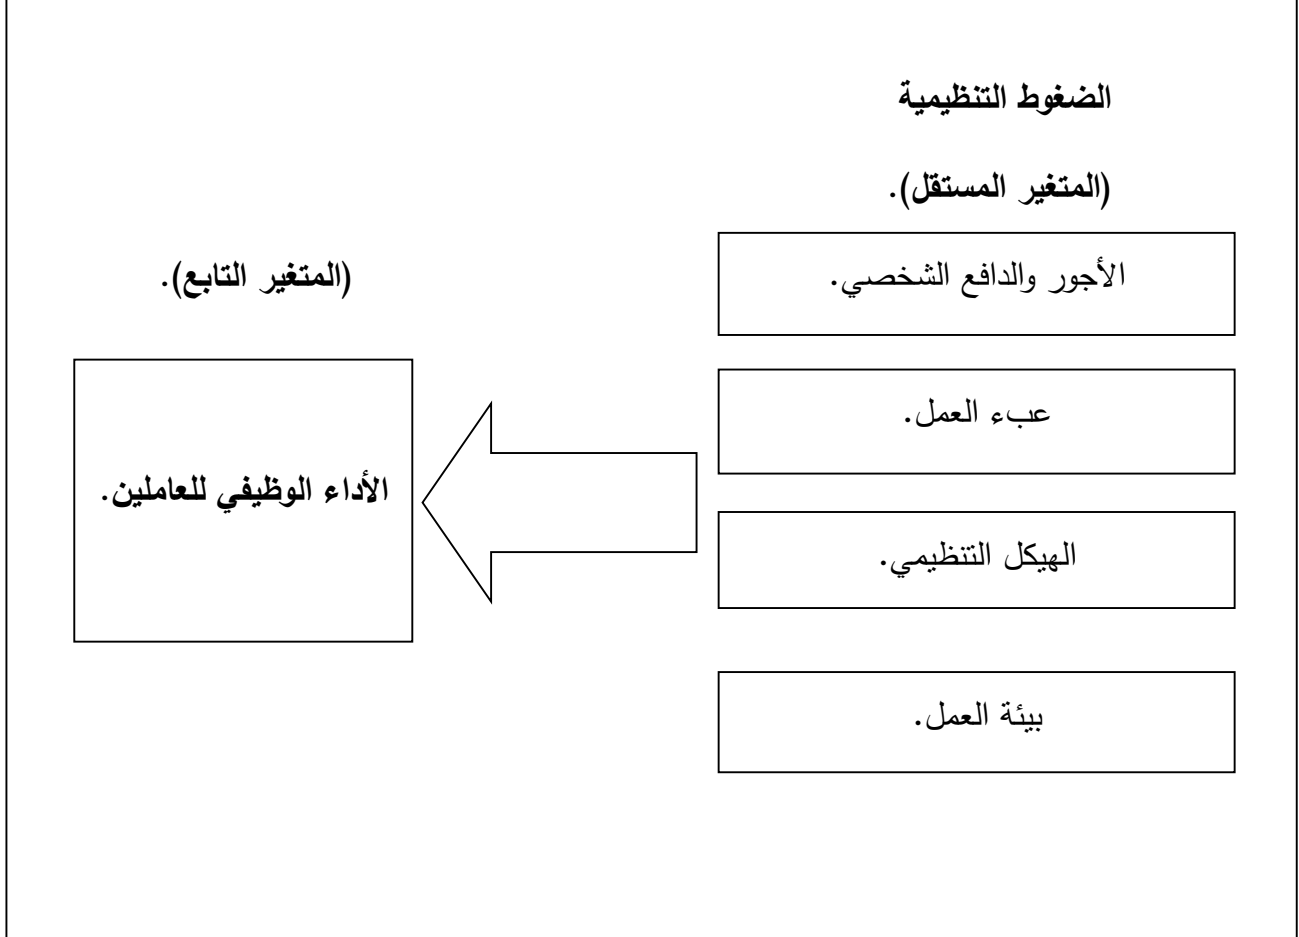 الضغوط التنظيمية
(المتغير المستقل).
الأجور والدافع الشخصي.
عبء العمل.
الهيكل التنظيمي.
بيئة العمل.
(المتغير التابع).
الأداء الوظيفي للعاملين.